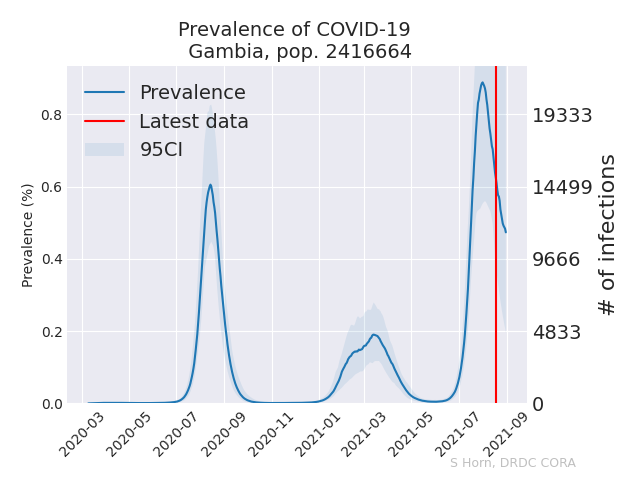 Prevalence of COVID-19
Gambia, pop. 2416664
Prevalence
Latest data
95CI
Prevalence (%)
0.8
0.6
0.4
0.2
0.0
19333
14499
9666
4833
0
# of infections
2020-03
2020-05
2020-07
2020-09
2020-11
2021-01
2021-03
2021-05
2021-07
2021-09
S Horn, DRDC CORA